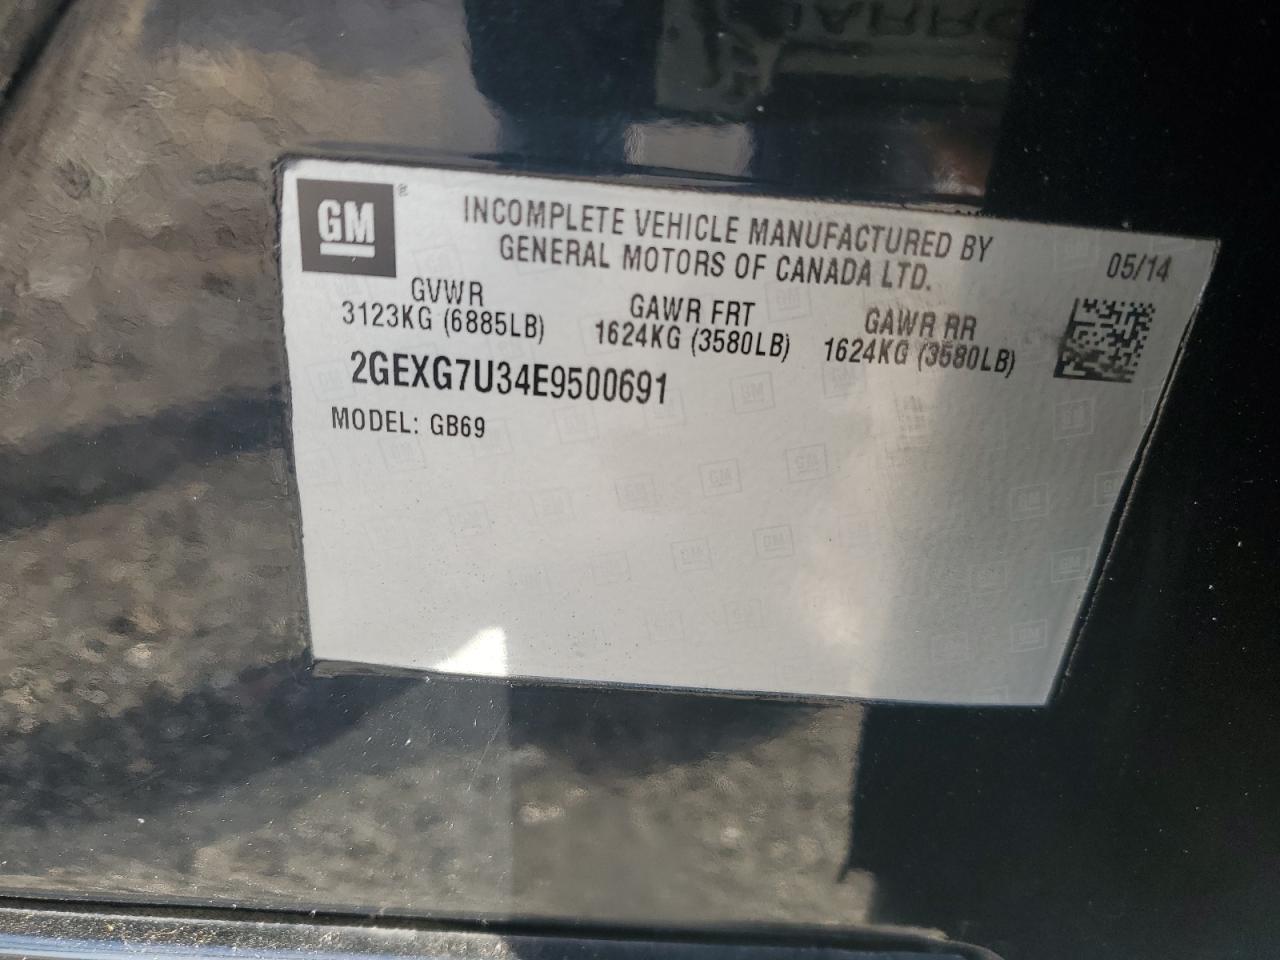 GM ®
INCOMPLETE VEHICLE MANUFACTURED BY
GENERAL MOTORS OF CANADA LTD.
05/14
GVWR
3123KG (6885LB)
GAWR FRT
1624KG (3580LB)
GAWR RR
1624KG (3580LB)
2GEXG7U34E9500691
MODEL: GB69